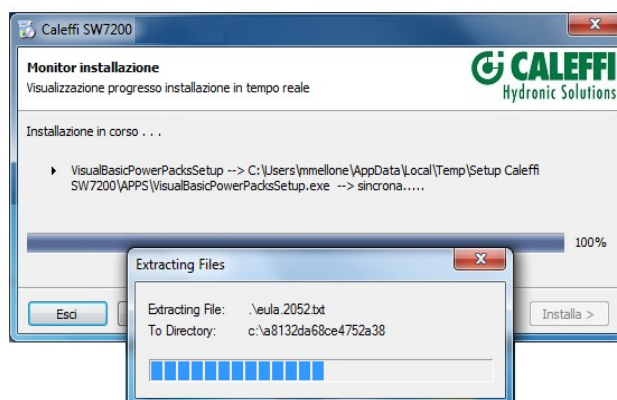 Caleffi SW7200
Monitor installazione
Visualizzazione progresso installazione in tempo reale
CALEFFI
Hydronic Solutions
Installazione in corso . . .
VisualBasicPowerPacksSetup --> C:\Users\mmellone\AppData\Local\Temp\Setup Caleffi
SW7200\APPS\VisualBasicPowerPacksSetup.exe --> sincrona.....
100%
Extracting Files
Extracting File: .\eula.2052.txt
To Directory: c:\a8132da68ce4752a38
Esci
Installa >